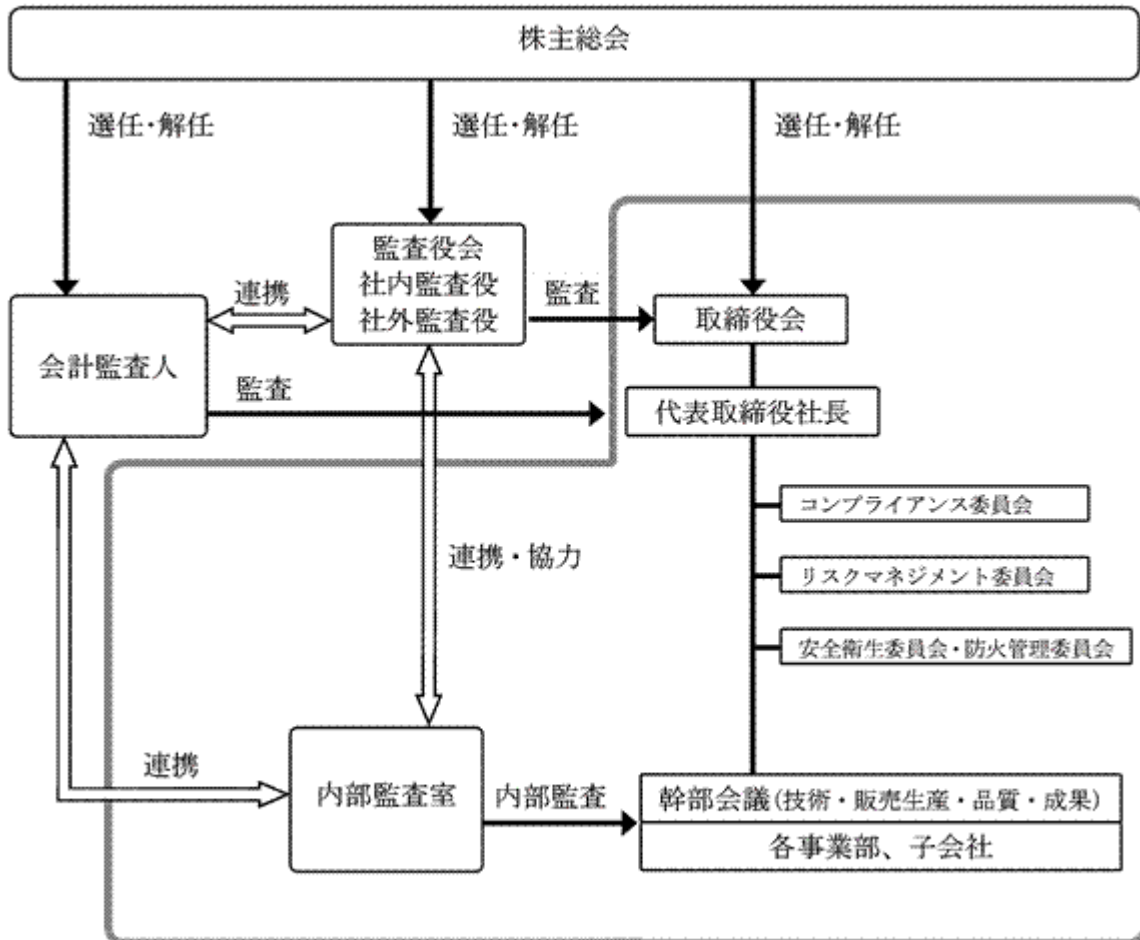 株主総会
選任・解任
選任・解任
選任・解任
監査役会
社内監査役
社外監査役
連携
監査
取締役会
会計監査人
監査
代表取締役社長
コンプライアンス委員会
連携・協力
リスクマネジメント委員会
安全衛生委員会・防火管理委員会
連携
内部監査室
内部監査
幹部会議(技術・販売生産・品質・成果)
各事業部、子会社